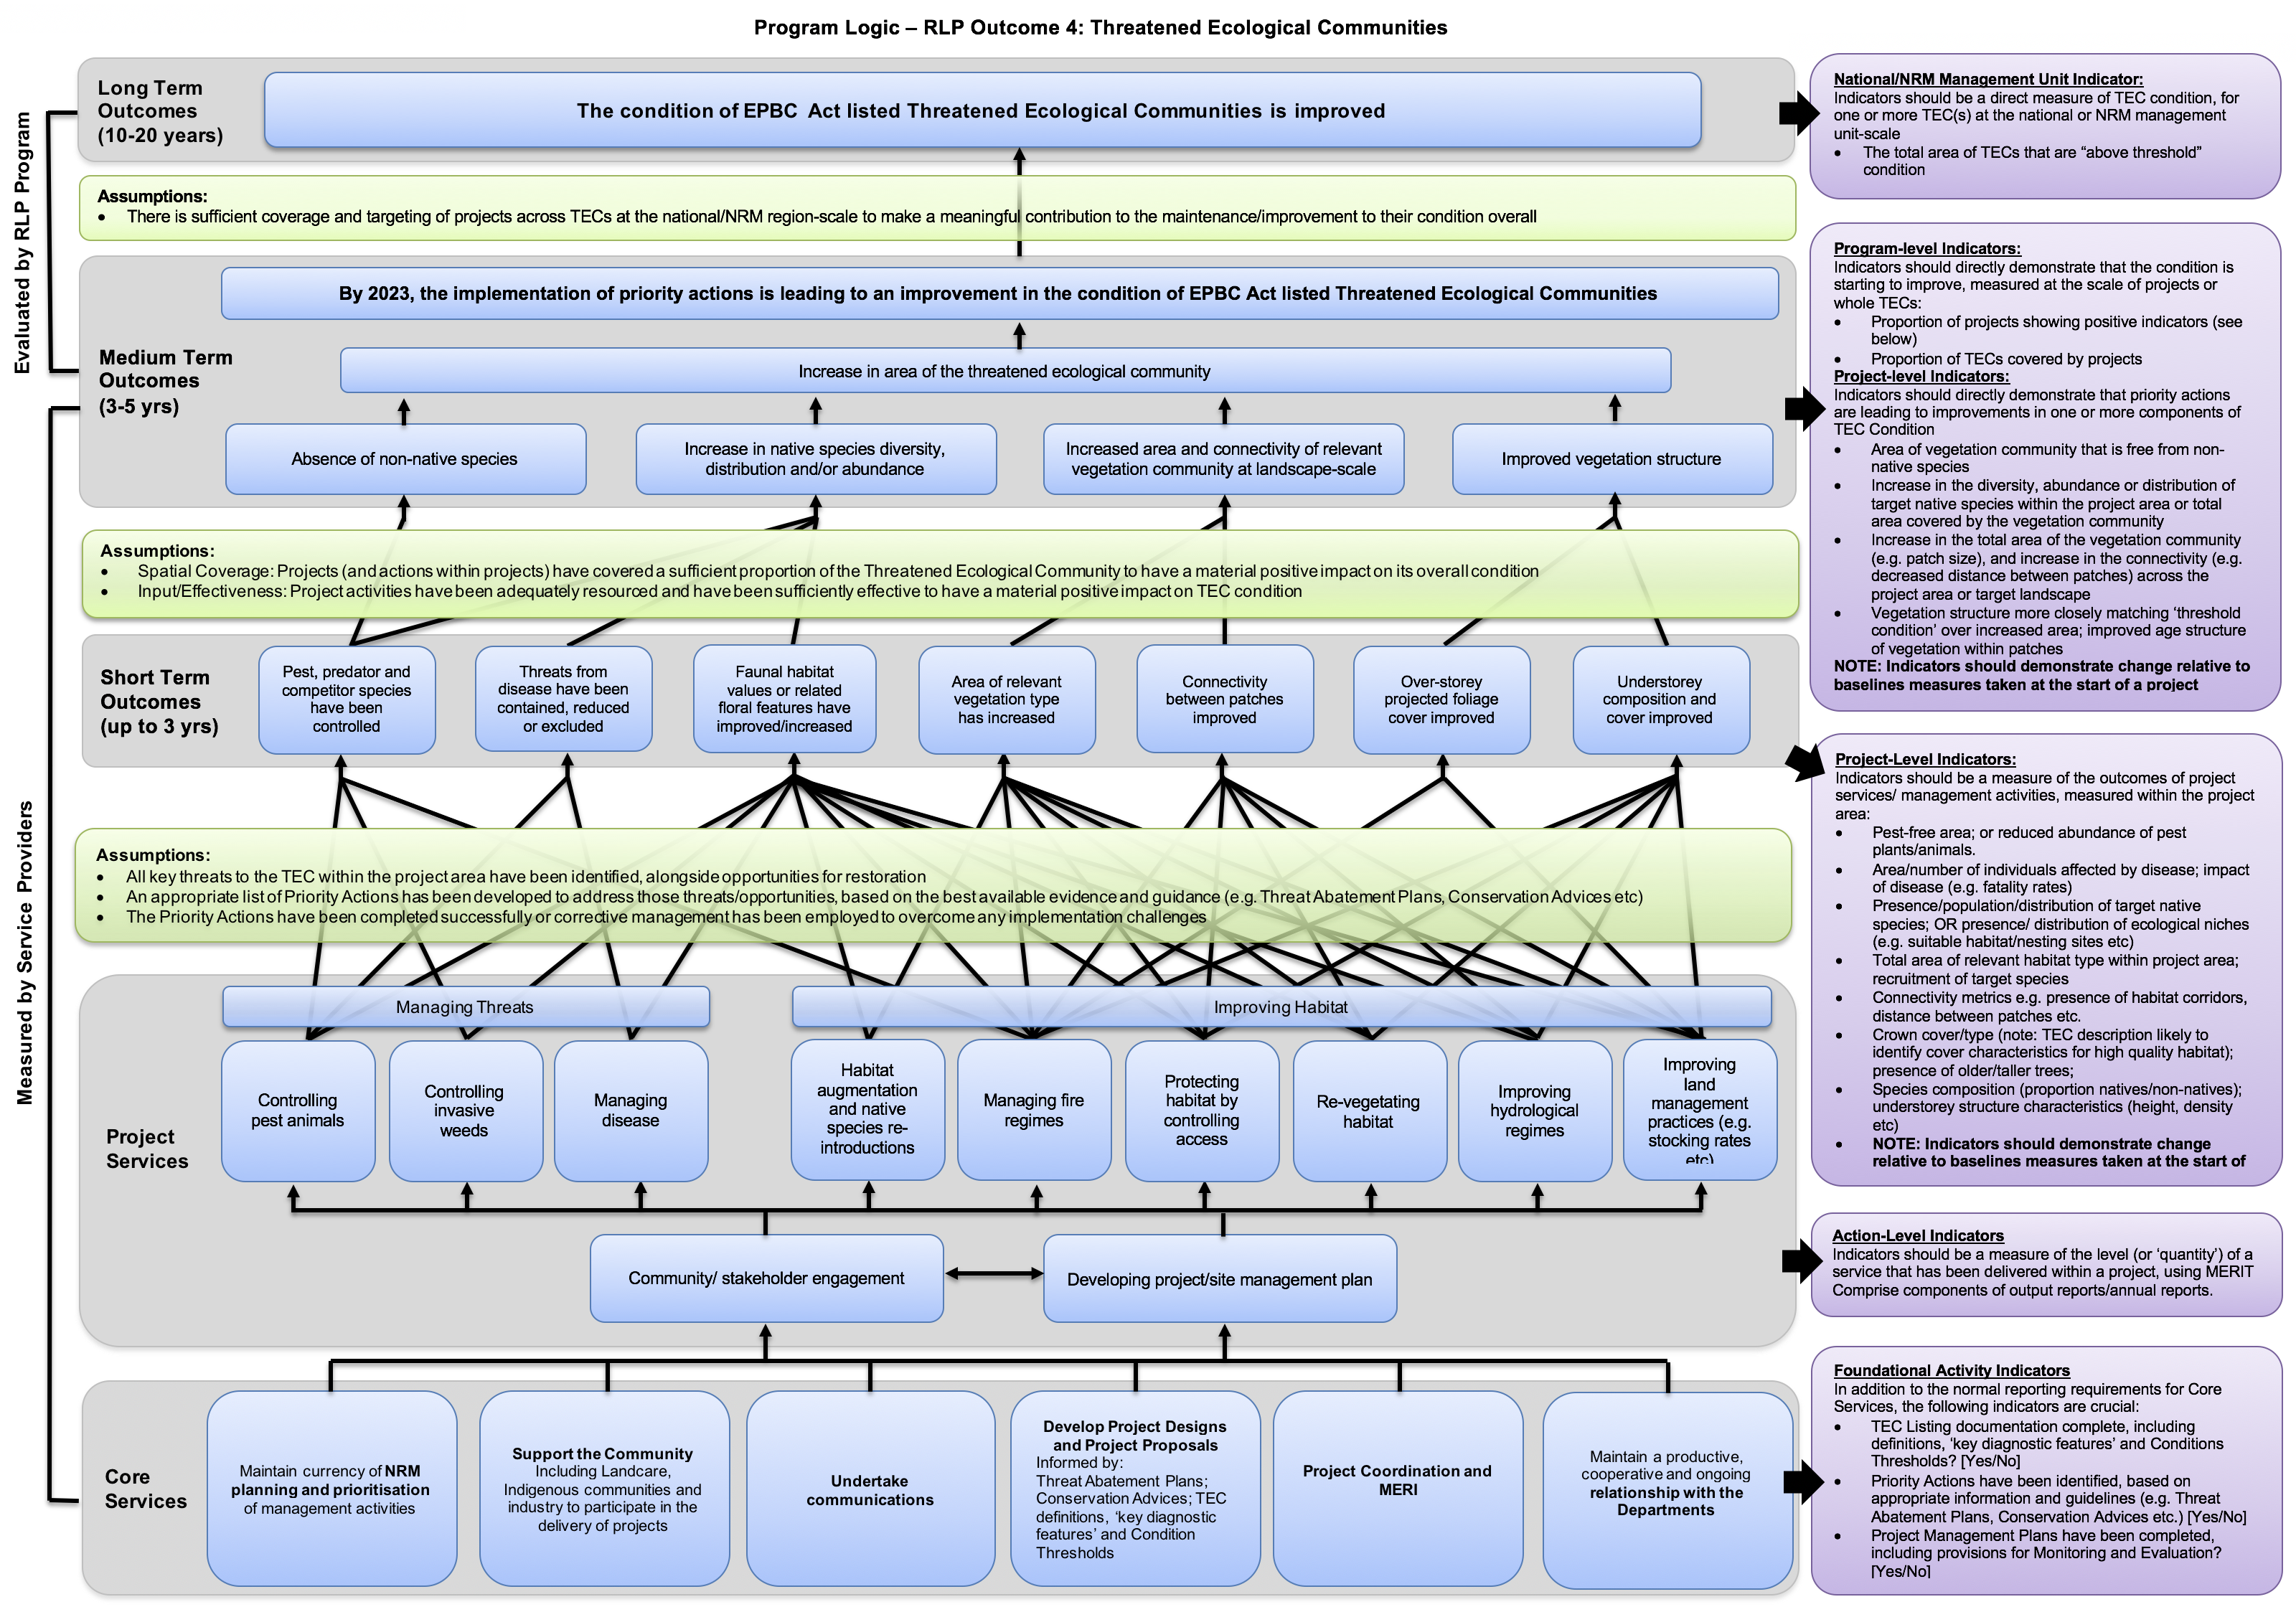 Program Logic – RLP Outcome 4: Threatened Ecological Communities
Evaluated by RLP Program
Measured by Service Providers
Long Term
Outcomes
(10-20 years)
The condition of EPBC Act listed Threatened Ecological Communities is improved
National/NRM Management Unit Indicator:
Indicators should be a direct measure of TEC condition, for
one or more TEC(s) at the national or NRM management
unit-scale
• The total area of TECs that are “above threshold”
condition
Assumptions:
• There is sufficient coverage and targeting of projects across TECs at the national/NRM region-scale to make a meaningful contribution to the maintenance/improvement to their condition overall
Medium Term
Outcomes
(3-5 yrs)
By 2023, the implementation of priority actions is leading to an improvement in the condition of EPBC Act listed Threatened Ecological Communities
Increase in area of the threatened ecological community
Absence of non-native species
Increase in native species diversity,
distribution and/or abundance
Increased area and connectivity of relevant
vegetation community at landscape-scale
Improved vegetation structure
Program-level Indicators:
Indicators should directly demonstrate that the condition is
starting to improve, measured at the scale of projects or
whole TECs:
• Proportion of projects showing positive indicators (see
below)
• Proportion of TECs covered by projects
Project-level Indicators:
Indicators should directly demonstrate that priority actions
are leading to improvements in one or more components of
TEC Condition
• Area of vegetation community that is free from non-
native species
• Increase in the diversity, abundance or distribution of
target native species within the project area or total
area covered by the vegetation community
• Increase in the total area of the vegetation community
(e.g. patch size), and increase in the connectivity (e.g.
decreased distance between patches) across the
project area or target landscape
• Vegetation structure more closely matching ‘threshold
condition’ over increased area; improved age structure
of vegetation within patches
NOTE: Indicators should demonstrate change relative to
baselines measures taken at the start of a project
Assumptions:
• Spatial Coverage: Projects (and actions within projects) have covered a sufficient proportion of the Threatened Ecological Community to have a material positive impact on its overall condition
• Input/Effectiveness: Project activities have been adequately resourced and have been sufficiently effective to have a material positive impact on TEC condition
Short Term
Outcomes
(up to 3 yrs)
Pest, predator and
competitor species
have been
controlled
Threats from
disease have been
contained, reduced
or excluded
Faunal habitat
values or related
floral features have
improved/increased
Area of relevant
vegetation type
has increased
Connectivity
between patches
improved
Over-storey
projected foliage
cover improved
Understorey
composition and
cover improved
Project-Level Indicators:
Indicators should be a measure of the outcomes of project
services/ management activities, measured within the project
area:
• Pest-free area; or reduced abundance of pest
plants/animals.
• Area/number of individuals affected by disease; impact
of disease (e.g. fatality rates)
• Presence/population/distribution of target native
species; OR presence/ distribution of ecological niches
(e.g. suitable habitat/nesting sites etc)
• Total area of relevant habitat type within project area;
recruitment of target species
• Connectivity metrics e.g. presence of habitat corridors,
distance between patches etc.
• Crown cover/type (note: TEC description likely to
identify cover characteristics for high quality habitat);
presence of older/taller trees;
• Species composition (proportion natives/non-natives);
understorey structure characteristics (height, density
etc)
• NOTE: Indicators should demonstrate change
relative to baselines measures taken at the start of
Assumptions:
• All key threats to the TEC within the project area have been identified, alongside opportunities for restoration
• An appropriate list of Priority Actions has been developed to address those threats/opportunities, based on the best available evidence and guidance (e.g. Threat Abatement Plans, Conservation Advices etc)
• The Priority Actions have been completed successfully or corrective management has been employed to overcome any implementation challenges
Project
Services
Managing Threats
Improving Habitat
Controlling
pest animals
Controlling
invasive
weeds
Managing
disease
Habitat
augmentation
and native
species re-
introductions
Managing fire
regimes
Protecting
habitat by
controlling
access
Re-vegetating
habitat
Improving
hydrological
regimes
Improving
land
management
practices (e.g.
stocking rates
etc)
Community/ stakeholder engagement
Developing project/site management plan
Action-Level Indicators
Indicators should be a measure of the level (or ‘quantity’) of a
service that has been delivered within a project, using MERIT
Comprise components of output reports/annual reports.
Core
Services
Maintain currency of NRM
planning and prioritisation
of management activities
Support the Community
Including Landcare,
Indigenous communities and
industry to participate in the
delivery of projects
Undertake
communications
Develop Project Designs
and Project Proposals
Informed by:
Threat Abatement Plans;
Conservation Advices; TEC
definitions, ‘key diagnostic
features’ and Condition
Thresholds
Project Coordination and
MERI
Maintain a productive,
cooperative and ongoing
relationship with the
Departments
Foundational Activity Indicators
In addition to the normal reporting requirements for Core
Services, the following indicators are crucial:
• TEC Listing documentation complete, including
definitions, ‘key diagnostic features’ and Conditions
Thresholds? [Yes/No]
• Priority Actions have been identified, based on
appropriate information and guidelines (e.g. Threat
Abatement Plans, Conservation Advices etc.) [Yes/No]
• Project Management Plans have been completed,
including provisions for Monitoring and Evaluation?
[Yes/No]